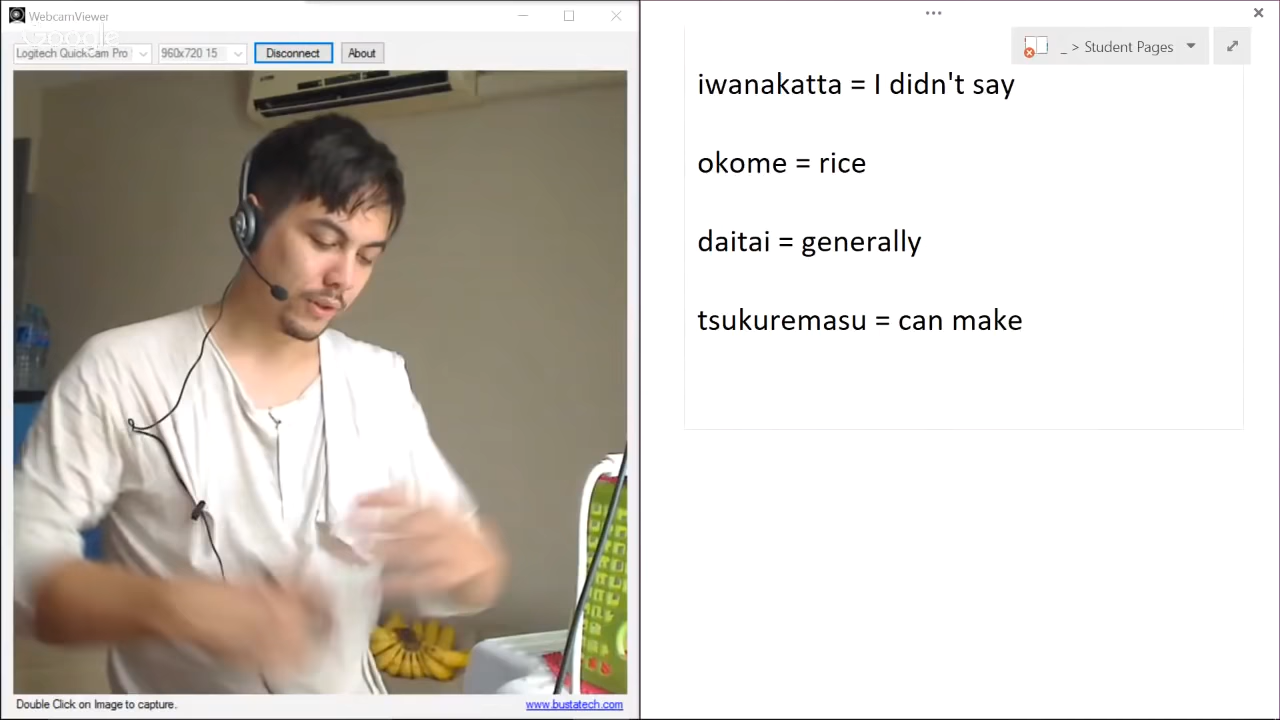 WebcamViewer
Google
Logitech QuickCam Pro
960x720 15
Disconnect
About
Double Click on Image to capture.
www.bustatech.com
_ > Student Pages
iwanakatta = I didn't say
okome = rice
daitai = generally
tsukuremasu = can make